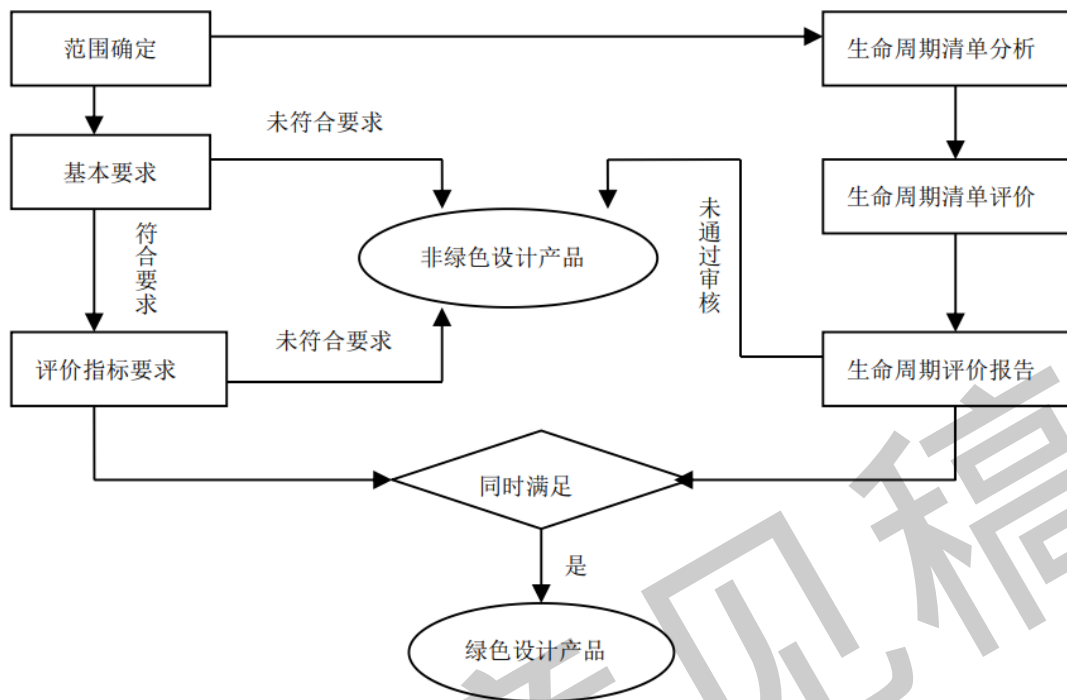 范围确定
生命周期清单分析
未符合要求
基本要求
生命周期清单评价
未通过审核
符合要求
非绿色设计产品
未符合要求
评价指标要求
生命周期评价报告
同时满足
是
绿色设计产品
意见稿